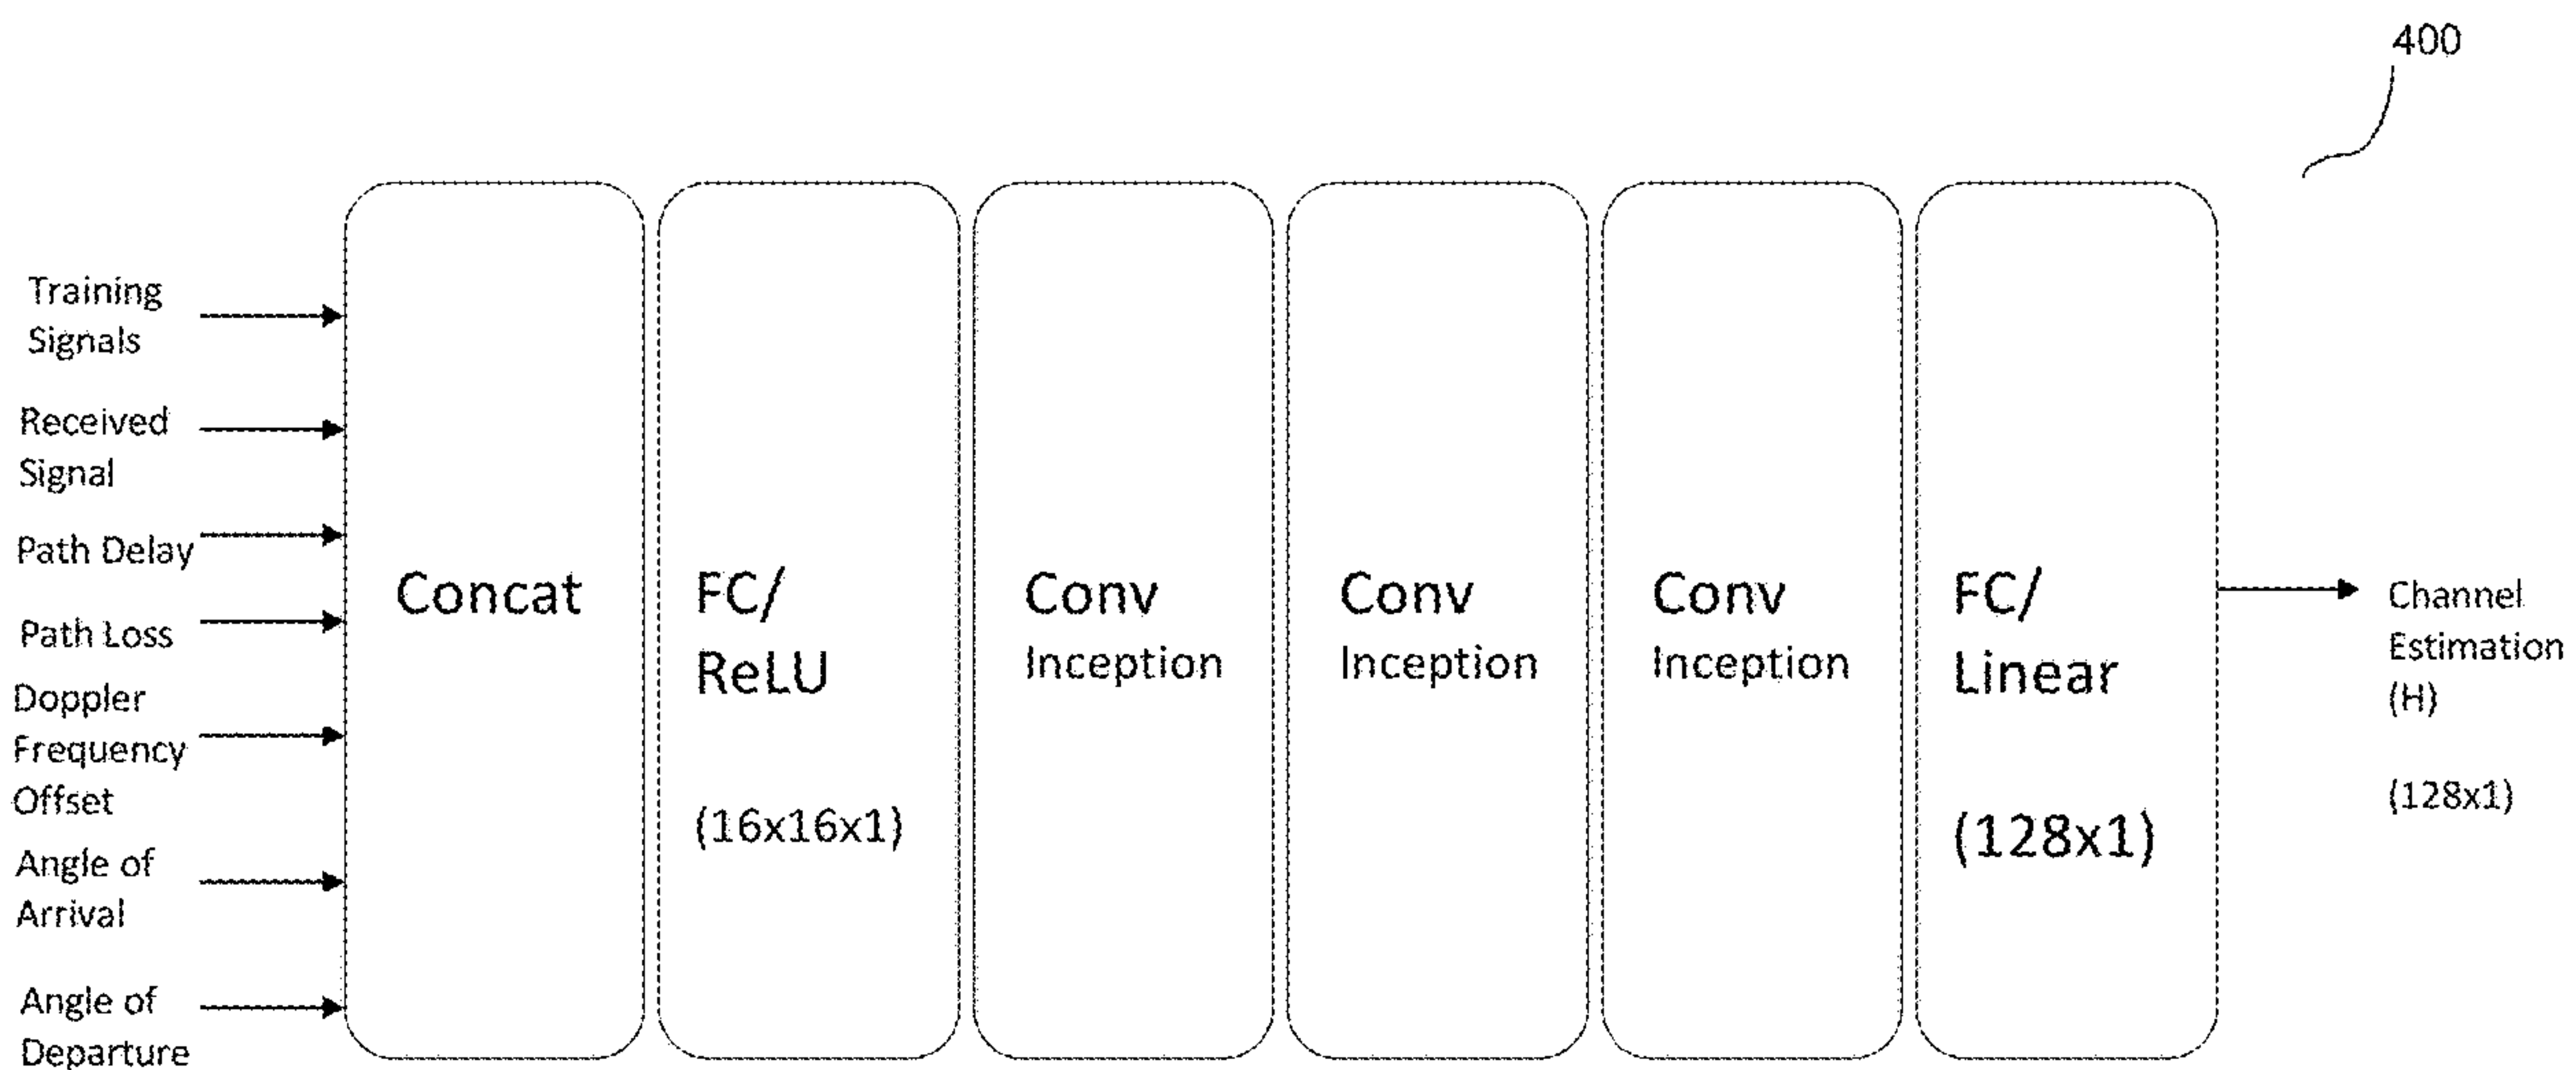 400
Training
Signals
Received
Signal
Path Delay
Path Loss
Doppler
Frequency
Offset
Angle of
Arrival
Angle of
Departure
Concat
FC/
ReLU
(16x16x1)
Conv
Inception
Conv
Inception
Conv
Inception
FC/
Linear
(128x1)
Channel
Estimation
(H)
(128x1)